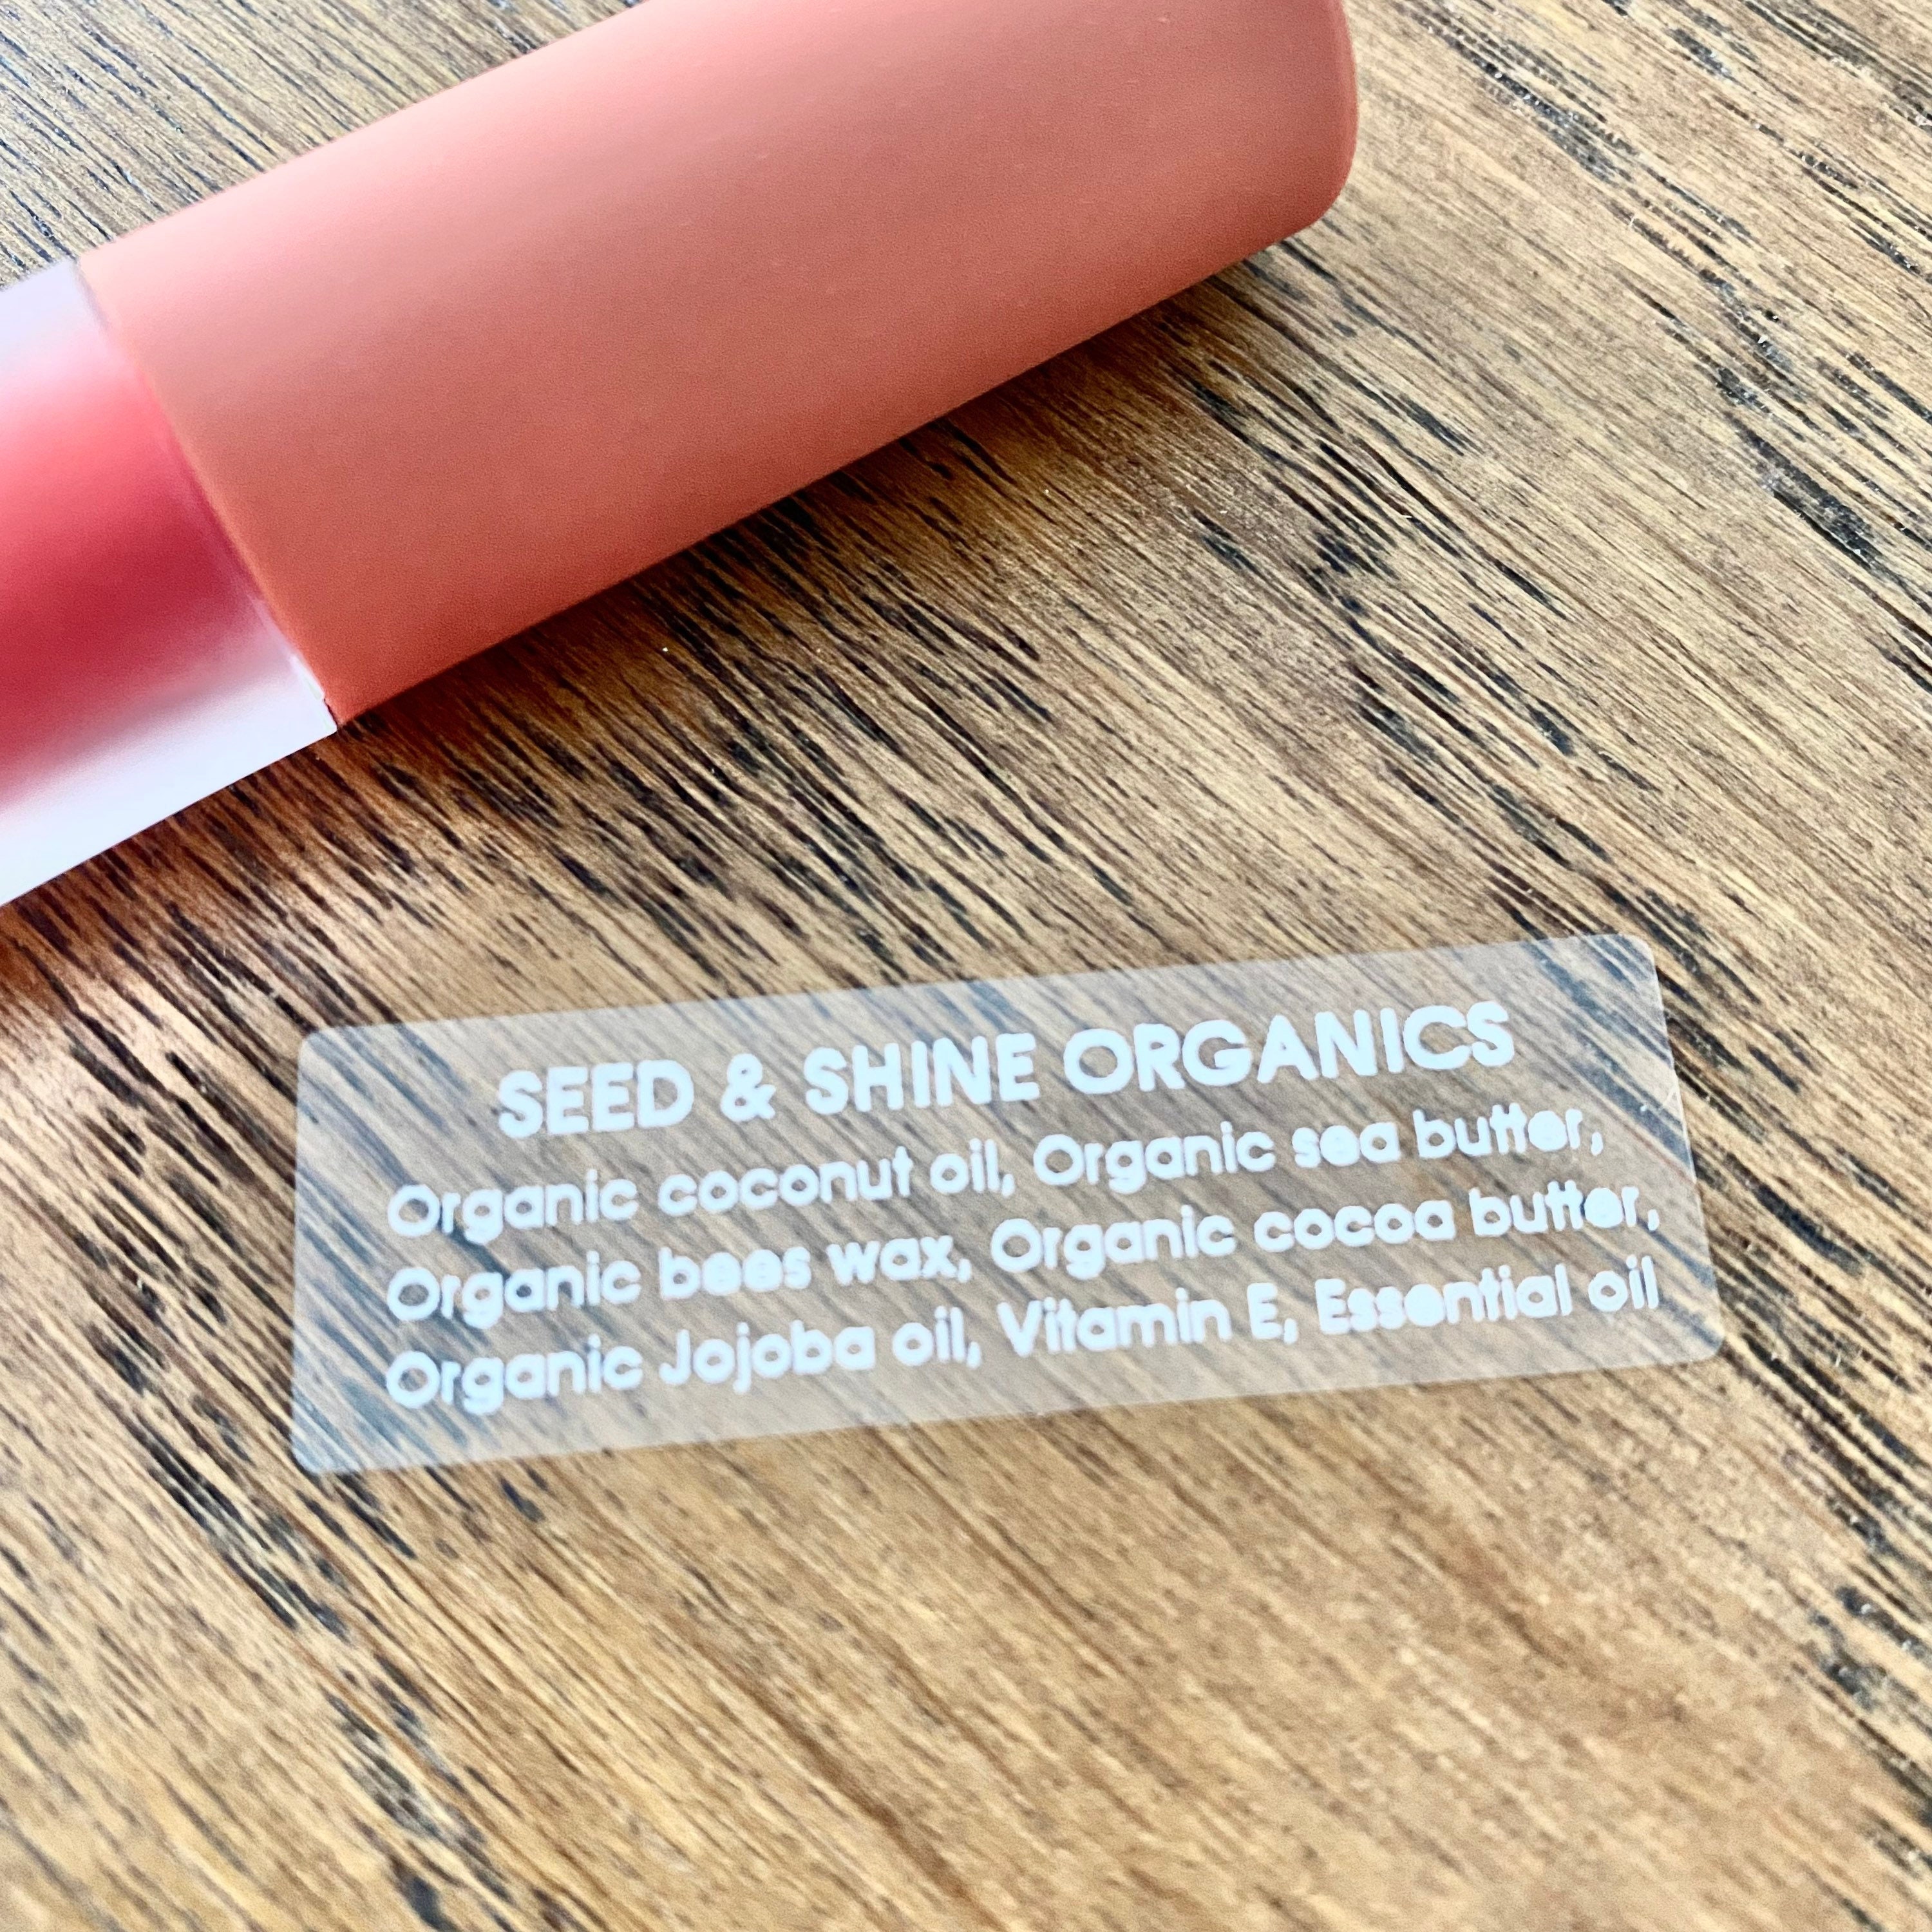 SEED & SHINE ORGANICS
Organic coconut oil, Organic sea butter,
Organic bees wax, Organic cocoa butter,
Organic Jojoba oil, Vitamin E, Essential oil